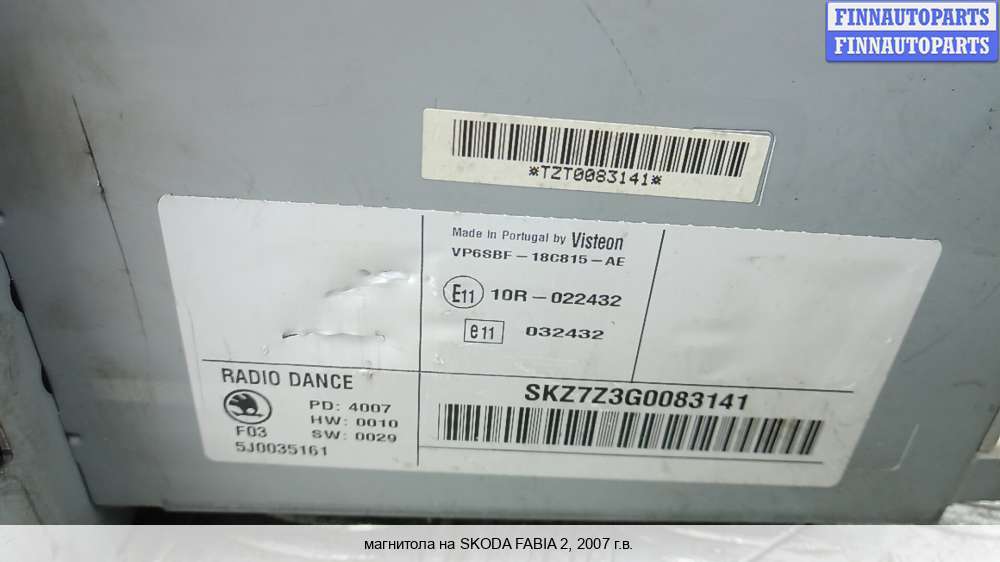 FINNAUTOPARTS
FINNAUTOPARTS
*TZT0083141*
Made in Portugal by Visteon
VP6SBF-18C815-AE
E11 10R-022432
e11 032432
RADIO DANCE
PD: 4007
HW: 0010
F03 SW: 0029
5J0035161
SKZ7Z3G0083141
магнитола на SKODA FABIA 2, 2007 г.в.